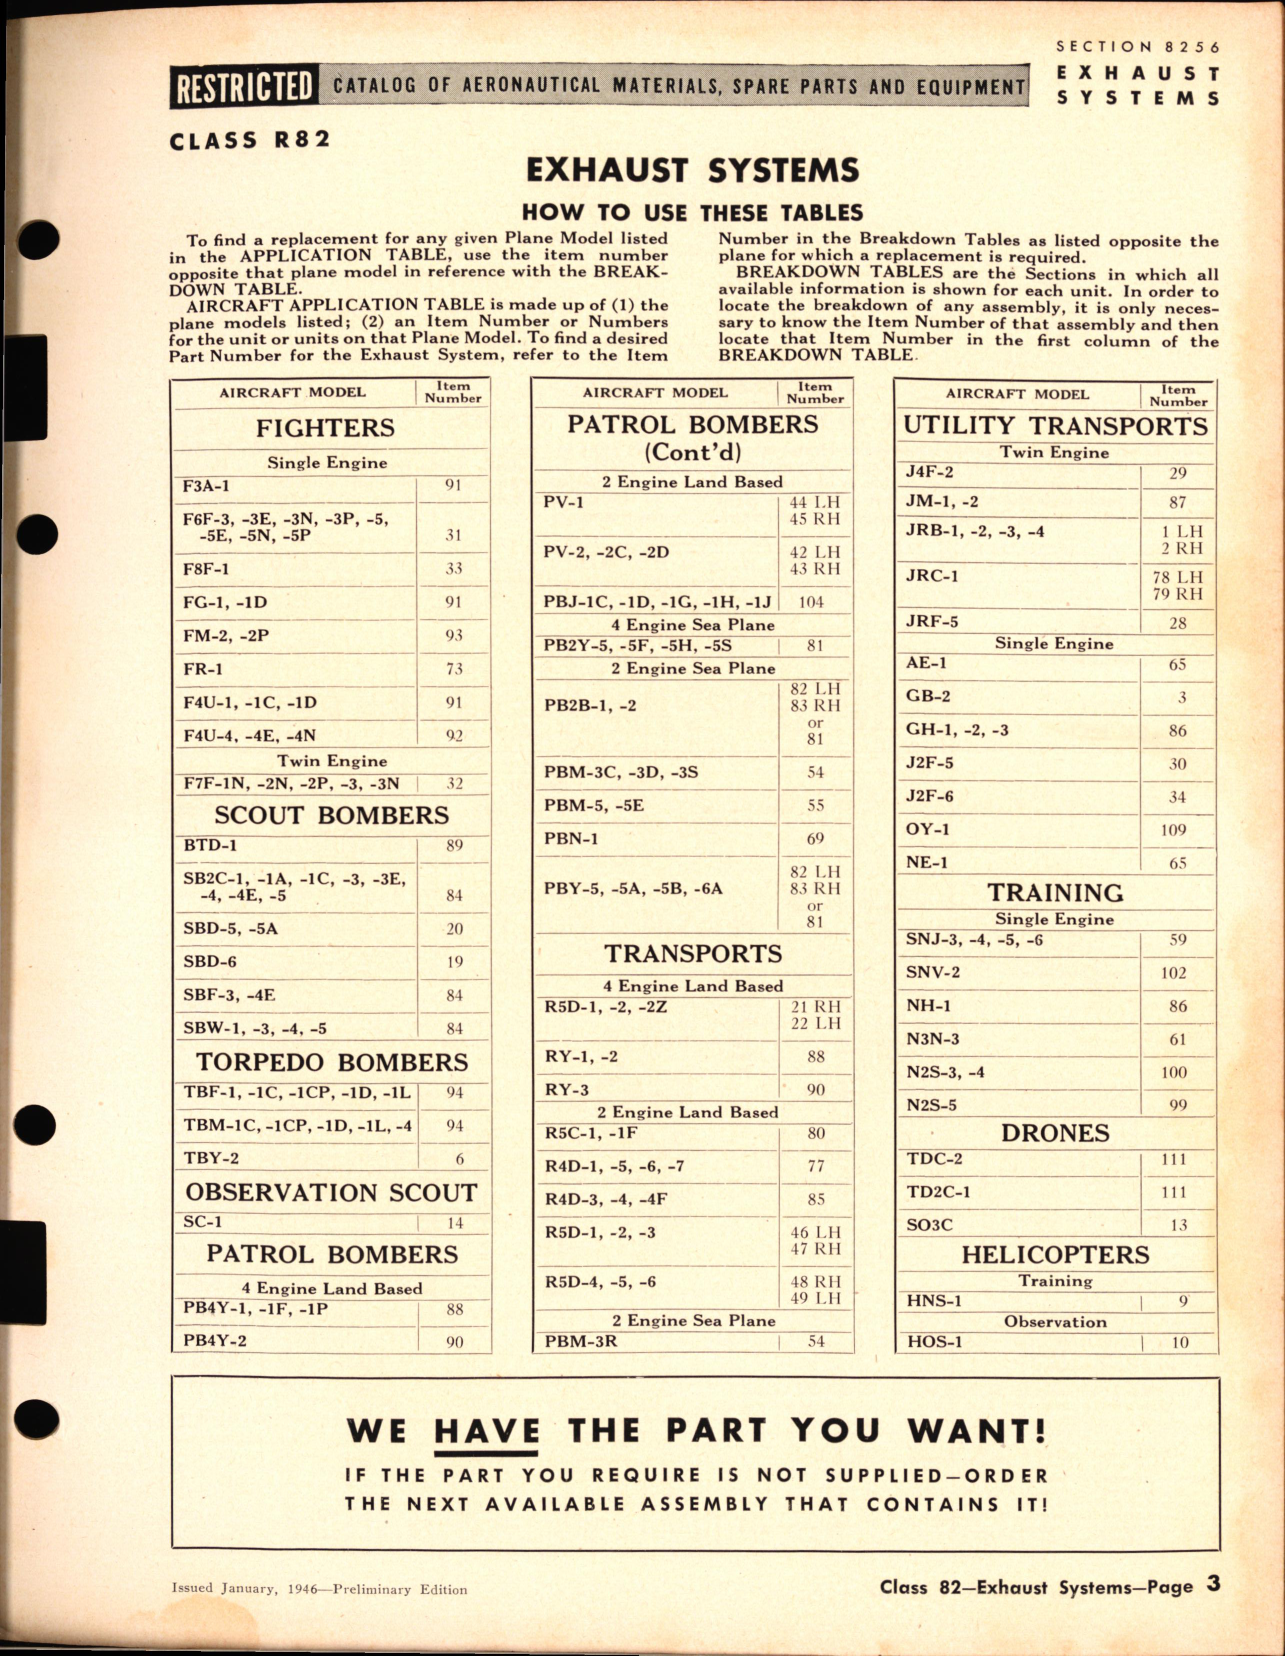 SECTION 8256
RESTRICTED CATALOG OF AERONAUTICAL MATERIALS, SPARE PARTS AND EQUIPMENT
EXHAUST
SYSTEMS
CLASS R82
EXHAUST SYSTEMS
HOW TO USE THESE TABLES
To find a replacement for any given Plane Model listed
in the APPLICATION TABLE, use the item number
opposite that plane model in reference with the BREAK-
DOWN TABLE.
AIRCRAFT APPLICATION TABLE is made up of (1) the
plane models listed; (2) an Item Number or Numbers
for the unit or units on that Plane Model. To find a desired
Part Number for the Exhaust System, refer to the Item
Number in the Breakdown Tables as listed opposite the
plane for which a replacement is required.
BREAKDOWN TABLES are the Sections in which all
available information is shown for each unit. In order to
locate the breakdown of any assembly, it is only neces-
sary to know the Item Number of that assembly and then
locate that Item Number in the first column of the
BREAKDOWN TABLE.
AIRCRAFT MODEL Item
Number
FIGHTERS
Single Engine
F3A-1 91
F6F-3, -3E, -3N, -3P, -5,
-5E, -5N, -5P 31
F8F-1 33
FG-1, -1D 91
FM-2, -2P 93
FR-1 73
F4U-1, -1C, -1D 91
F4U-4, -4E, -4N 92
Twin Engine
F7F-1N, -2N, -2P, -3, -3N 32
SCOUT BOMBERS
BTD-1 89
SB2C-1, -1A, -1C, -3, -3E,
-4, -4E, -5 84
SBD-5, -5A 20
SBD-6 19
SBF-3, -4E 84
SBW-1, -3, -4, -5 84
TORPEDO BOMBERS
TBF-1, -1C, -1CP, -1D, -1L 94
TBM-1C, -1CP, -1D, -1L, -4 94
TBY-2 6
OBSERVATION SCOUT
SC-1 14
PATROL BOMBERS
4 Engine Land Based
PB4Y-1, -1F, -1P 88
PB4Y-2 90
AIRCRAFT MODEL Item
Number
PATROL BOMBERS
(Cont'd)
2 Engine Land Based
PV-1 44 LH
45 RH
PV-2, -2C, -2D 42 LH
43 RH
PBJ-1C, -1D, -1G, -1H, -1J 104
4 Engine Sea Plane
PB2Y-5, -5F, -5H, -5S 81
2 Engine Sea Plane
82 LH
PB2B-1, -2 83 RH
or
81
PBM-3C, -3D, -3S 54
PBM-5, -5E 55
PBN-1 69
82 LH
PBY-5, -5A, -5B, -6A 83 RH
or
81
TRANSPORTS
4 Engine Land Based
R5D-1, -2, -2Z 21 RH
22 LH
RY-1, -2 88
RY-3 90
2 Engine Land Based
R5C-1, -1F 80
R4D-1, -5, -6, -7 77
R4D-3, -4, -4F 85
R5D-1, -2, -3 46 LH
47 RH
R5D-4, -5, -6 48 RH
49 LH
2 Engine Sea Plane
PBM-3R 54
AIRCRAFT MODEL Item
Number
UTILITY TRANSPORTS
Twin Engine
J4F-2 29
JM-1, -2 87
JRB-1, -2, -3, -4 1 LH
2 RH
JRC-1 78 LH
79 RH
JRF-5 28
Single Engine
AE-1 65
GB-2 3
GH-1, -2, -3 86
J2F-5 30
J2F-6 34
OY-1 109
NE-1 65
TRAINING
Single Engine
SNJ-3, -4, -5, -6 59
SNV-2 102
NH-1 86
N3N-3 61
N2S-3, -4 100
N2S-5 99
DRONES
TDC-2 111
TD2C-1 111
SO3C 13
HELICOPTERS
Training
HNS-1 9
Observation
HOS-1 10
WE HAVE THE PART YOU WANT!
IF THE PART YOU REQUIRE IS NOT SUPPLIED—ORDER
THE NEXT AVAILABLE ASSEMBLY THAT CONTAINS IT!
Issued January, 1946—Preliminary Edition
Class 82—Exhaust Systems—Page 3